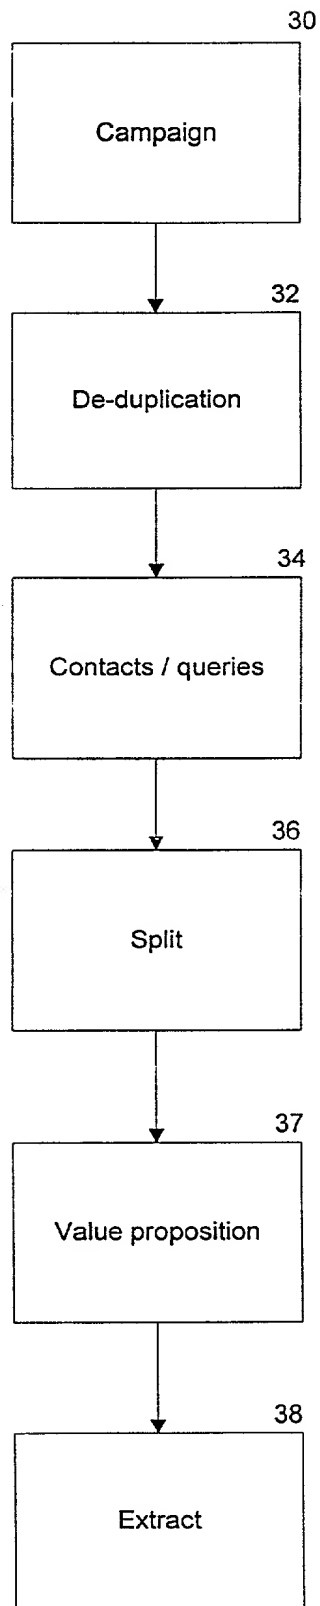 30
Campaign
32
De-duplication
34
Contacts / queries
36
Split
37
Value proposition
38
Extract